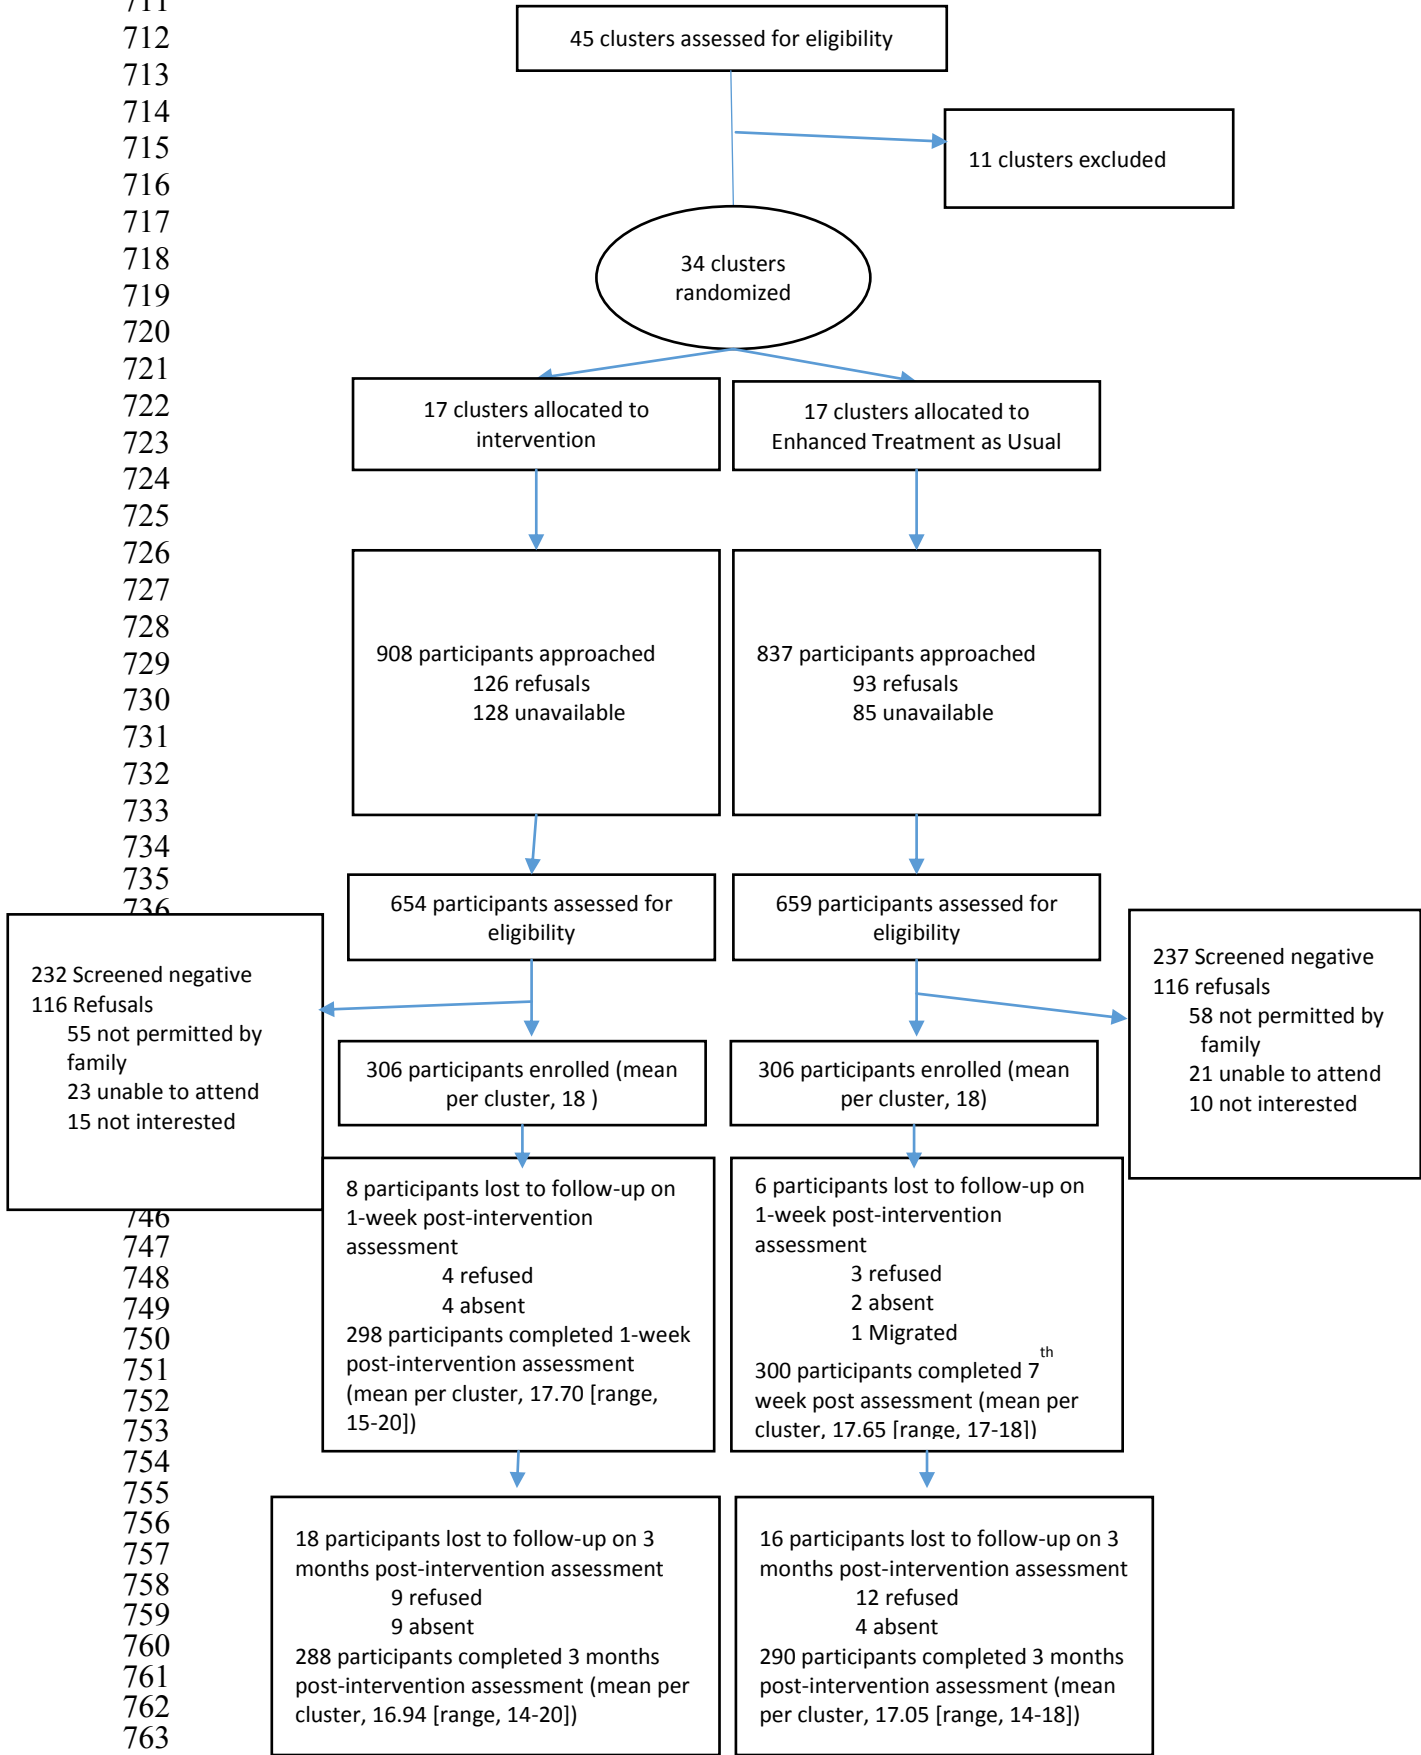 711
712
713
714
715
716
717
718
719
720
721
722
723
724
725
726
727
728
729
730
731
732
733
734
735
736
746
747
748
749
750
751
752
753
754
755
756
757
758
759
760
761
762
763
45 clusters assessed for eligibility
11 clusters excluded
34 clusters
randomized
17 clusters allocated to
intervention
17 clusters allocated to
Enhanced Treatment as Usual
908 participants approached
126 refusals
128 unavailable
837 participants approached
93 refusals
85 unavailable
654 participants assessed for
eligibility
659 participants assessed for
eligibility
232 Screened negative
116 Refusals
55 not permitted by
family
23 unable to attend
15 not interested
237 Screened negative
116 refusals
58 not permitted by
family
21 unable to attend
10 not interested
306 participants enrolled (mean
per cluster, 18 )
306 participants enrolled (mean
per cluster, 18)
8 participants lost to follow-up on
1-week post-intervention
assessment
4 refused
4 absent
298 participants completed 1-week
post-intervention assessment
(mean per cluster, 17.70 [range,
15-20])
6 participants lost to follow-up on
1-week post-intervention
assessment
3 refused
2 absent
1 Migrated
300 participants completed 7th
week post assessment (mean per
cluster, 17.65 [range, 17-18])
18 participants lost to follow-up on 3
months post-intervention assessment
9 refused
9 absent
288 participants completed 3 months
post-intervention assessment (mean per
cluster, 16.94 [range, 14-20])
16 participants lost to follow-up on 3
months post-intervention assessment
12 refused
4 absent
290 participants completed 3 months
post-intervention assessment (mean
per cluster, 17.05 [range, 14-18])